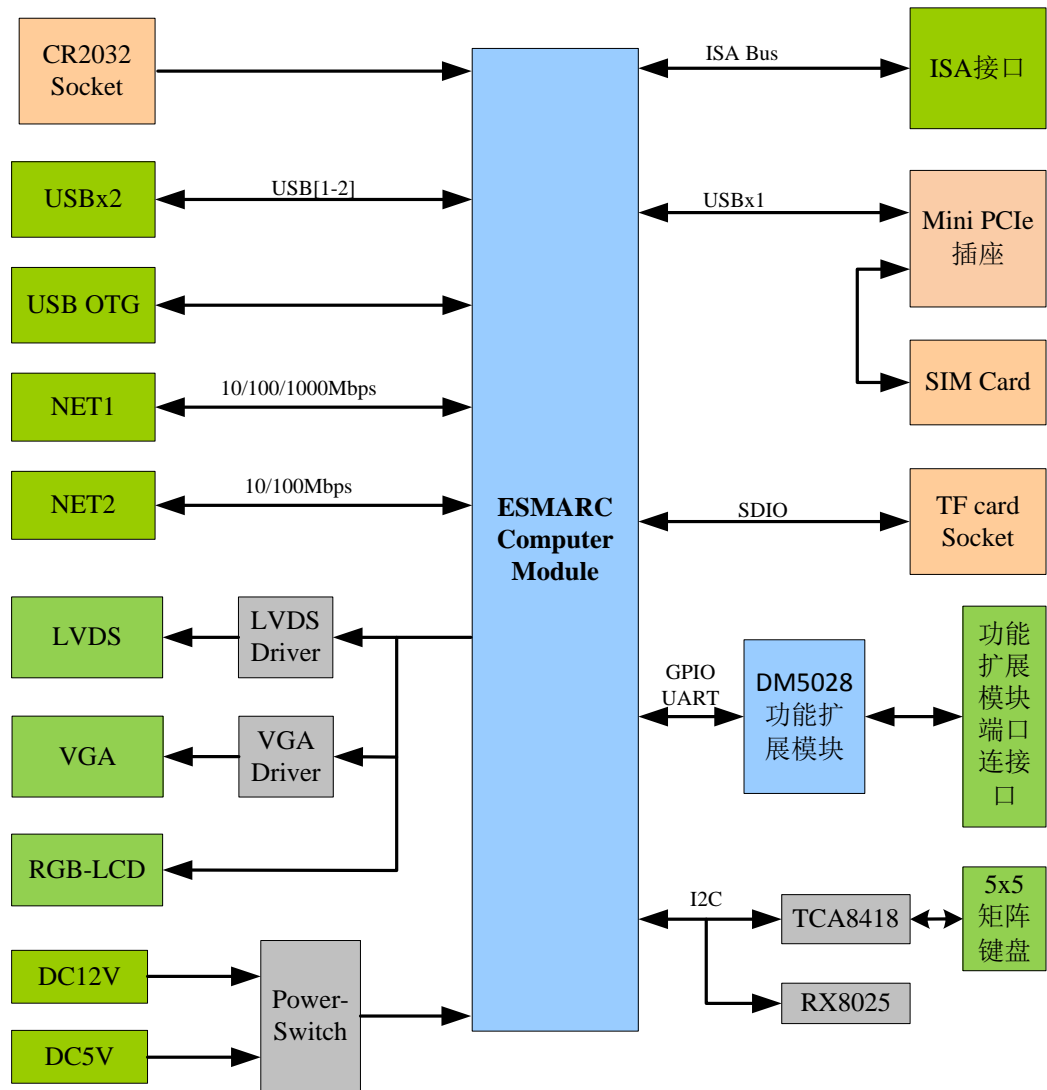 CR2032
Socket
USBx2
USB[1-2]
USB OTG
NET1
10/100/1000Mbps
NET2
10/100Mbps
LVDS
LVDS
Driver
VGA
VGA
Driver
RGB-LCD
DC12V
DC5V
Power-
Switch
ESMARC
Computer
Module
ISA Bus
ISA接口
USBx1
Mini PCIe
插座
SIM Card
SDIO
TF card
Socket
GPIO
UART
DM5028
功能扩
展模块
功能
扩展
模块
端口
连接
口
I2C
TCA8418
5x5
矩阵
键盘
RX8025